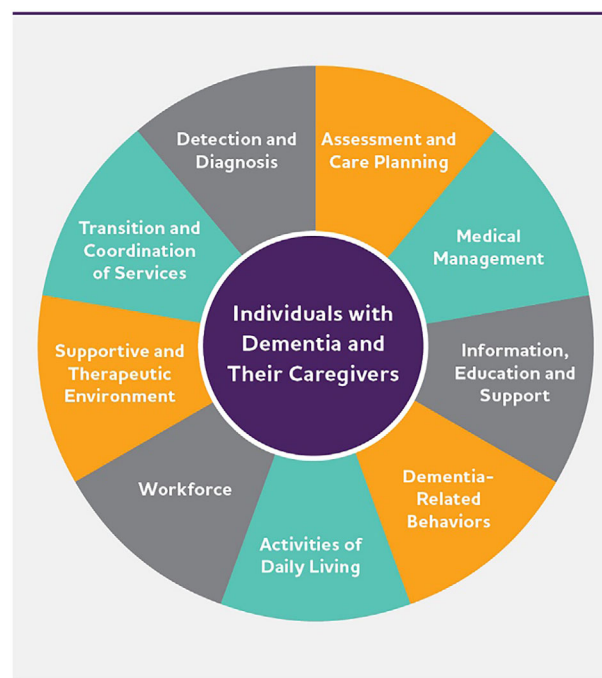 Detection and
Diagnosis
Assessment and
Care Planning
Medical
Management
Information,
Education and
Support
Dementia-
Related
Behaviors
Activities of
Daily Living
Workforce
Supportive and
Therapeutic
Environment
Transition and
Coordination
of Services
Individuals with
Dementia and
Their Caregivers